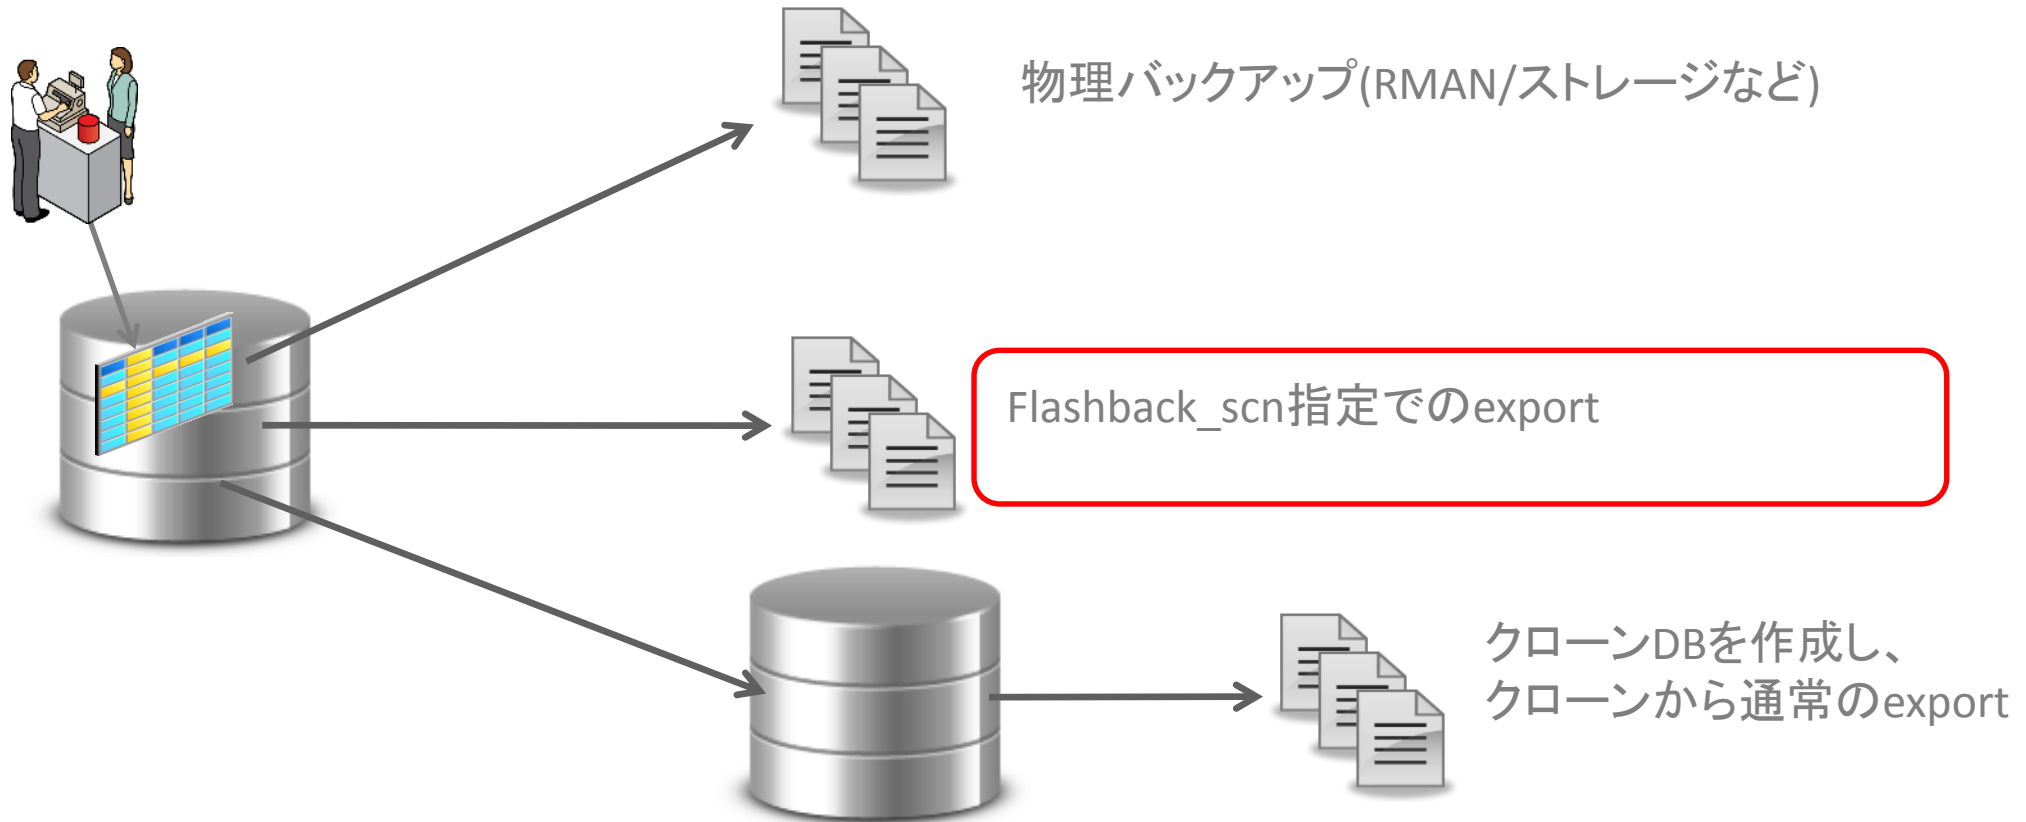 物理バックアップ(RMAN/ストレージなど)
Flashback_scn指定でのexport
クローンDBを作成し、
クローンから通常のexport